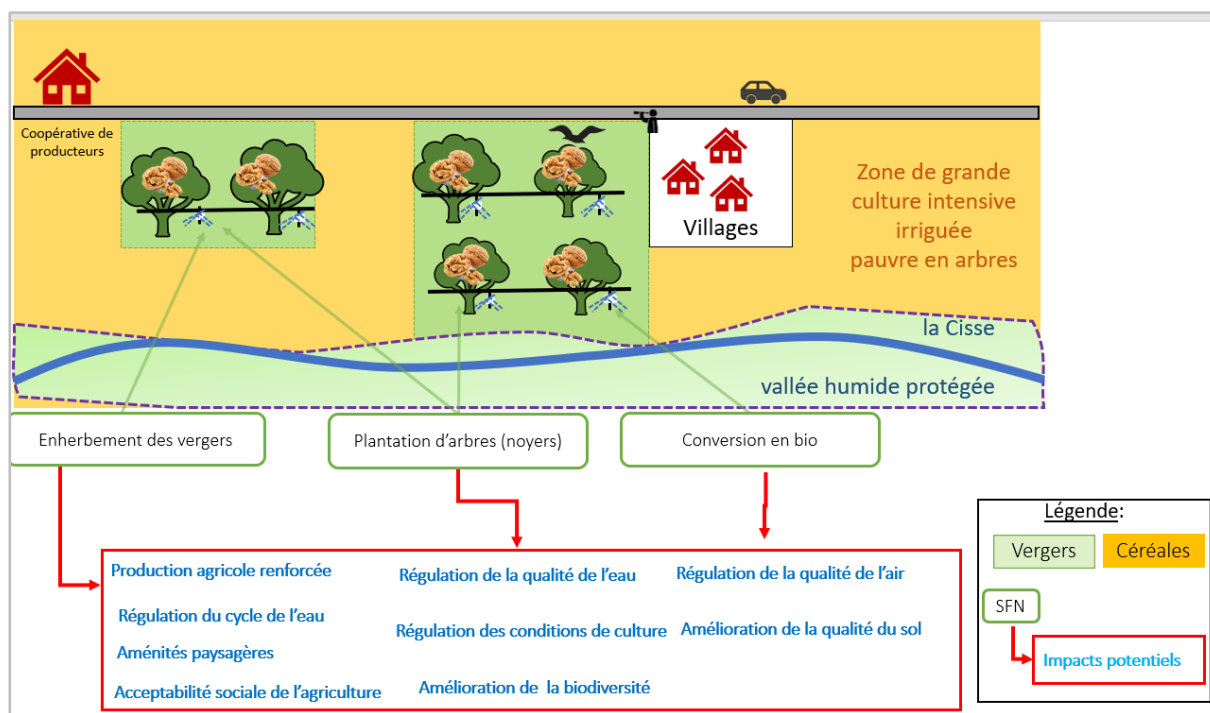 Coopérative de
producteurs
Villages
Zone de grande
culture intensive
irriguée
pauvre en arbres
la Cisse
vallée humide protégée
Enherbement des vergers
Plantation d’arbres (noyers)
Conversion en bio
Production agricole renforcée
Régulation de la qualité de l’eau
Régulation de la qualité de l’air
Régulation du cycle de l’eau
Régulation des conditions de culture
Amélioration de la qualité du sol
Aménités paysagères
Acceptabilité sociale de l’agriculture
Amélioration de la biodiversité
Légende:
Vergers
Céréales
SFN
Impacts potentiels